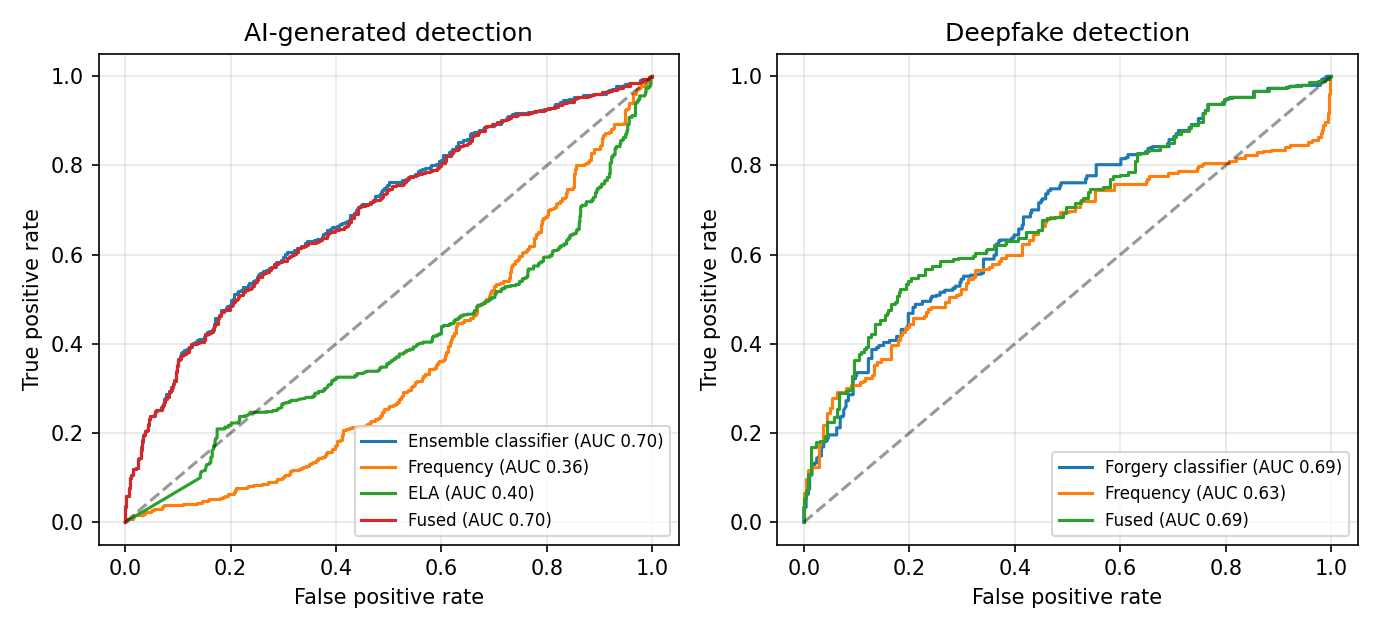 AI-generated detection
True positive rate
1.0
0.8
0.6
0.4
0.2
0.0
Ensemble classifier (AUC 0.70)
Frequency (AUC 0.36)
ELA (AUC 0.40)
Fused (AUC 0.70)
0.0 0.2 0.4 0.6 0.8 1.0
False positive rate
Deepfake detection
True positive rate
1.0
0.8
0.6
0.4
0.2
0.0
Forgery classifier (AUC 0.69)
Frequency (AUC 0.63)
Fused (AUC 0.69)
0.0 0.2 0.4 0.6 0.8 1.0
False positive rate